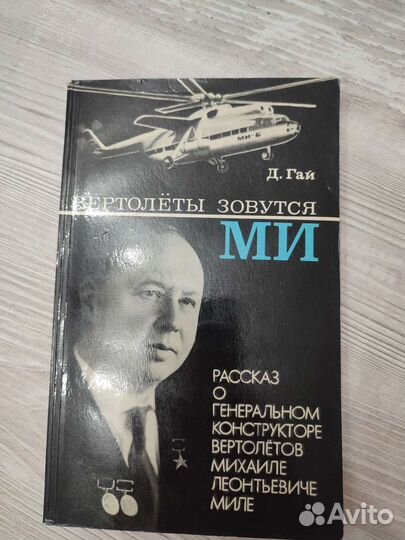 МИ-6
Д. Гай
ВЕРТОЛЁТЫ ЗОВУТСЯ
МИ
РАССКАЗ
О
ГЕНЕРАЛЬНОМ
КОНСТРУКТОРЕ
ВЕРТОЛЁТОВ
МИХАИЛЕ
ЛЕОНТЬЕВИЧЕ
МИЛЕ
Avito